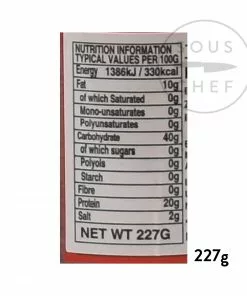 OUS
CHEF
NUTRITION INFORMATION
TYPICAL VALUES PER 100G
Energy 1386kJ / 330kcal
Fat 10g
of which Saturated 0g
Mono-unsaturates 0g
Polyunsaturates 0g
Carbohydrate 40g
of which sugars 0g
Polyols 0g
Starch 0g
Fibre 0g
Protein 20g
Salt 2g
NET WT 227G
227g